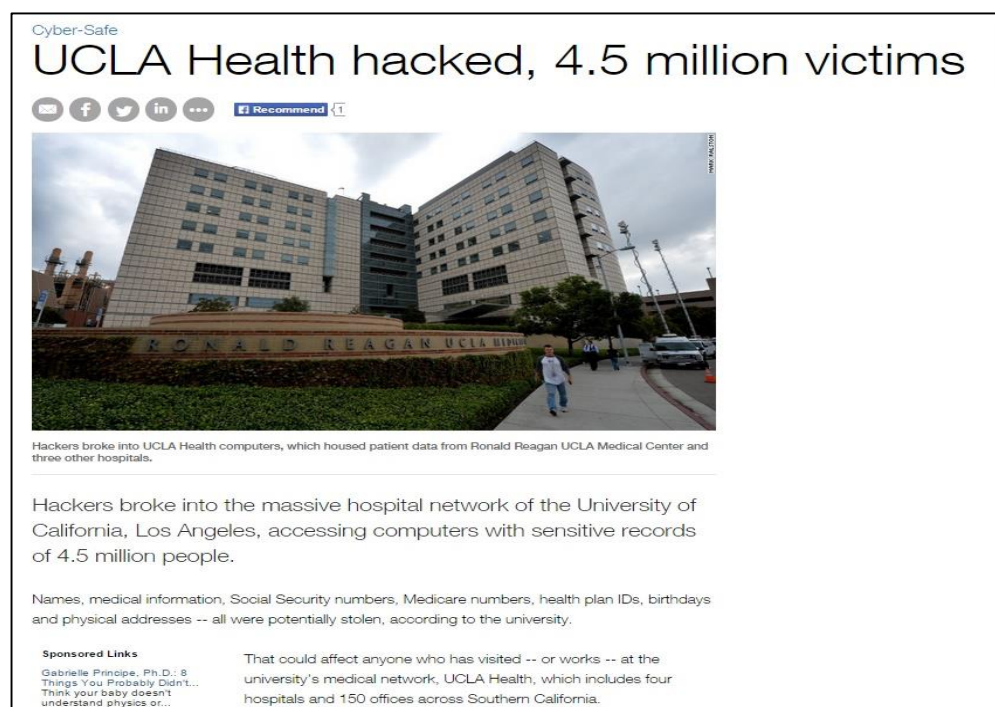 Cyber-Safe
UCLA Health hacked, 4.5 million victims
f
in
f Recommend 1
MARK RALSTON
RONALD REAGAN UCLA
Hackers broke into UCLA Health computers, which housed patient data from Ronald Reagan UCLA Medical Center and
three other hospitals.
Hackers broke into the massive hospital network of the University of
California, Los Angeles, accessing computers with sensitive records
of 4.5 million people.
Names, medical information, Social Security numbers, Medicare numbers, health plan IDs, birthdays
and physical addresses -- all were potentially stolen, according to the university.
Sponsored Links
Gabrielle Principe, Ph.D.: 8
Things You Probably Didn't...
Think your baby doesn't
understand physics or...
That could affect anyone who has visited -- or works -- at the
university's medical network, UCLA Health, which includes four
hospitals and 150 offices across Southern California.